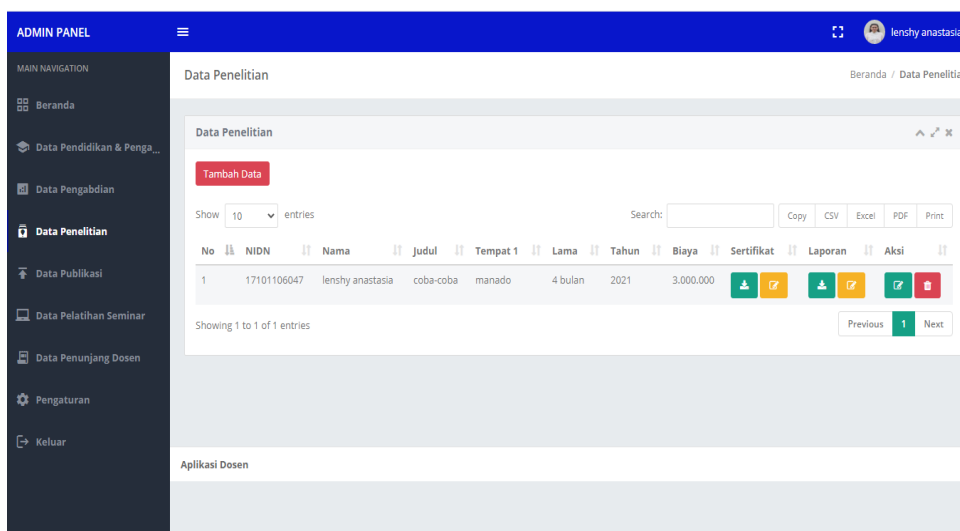 ADMIN PANEL
lenshy anastasia
MAIN NAVIGATION
Beranda
Data Pendidikan & Penga...
Data Pengabdian
Data Penelitian
Data Publikasi
Data Pelatihan Seminar
Data Penunjang Dosen
Pengaturan
Keluar
Data Penelitian
Beranda / Data Penelitia
Data Penelitian
Tambah Data
Show 10 entries
Search:
Copy CSV Excel PDF Print
No NIDN Nama Judul Tempat 1 Lama Tahun Biaya Sertifikat Laporan Aksi
1 17101106047 lenshy anastasia coba-coba manado 4 bulan 2021 3.000.000
Showing 1 to 1 of 1 entries
Previous 1 Next
Aplikasi Dosen